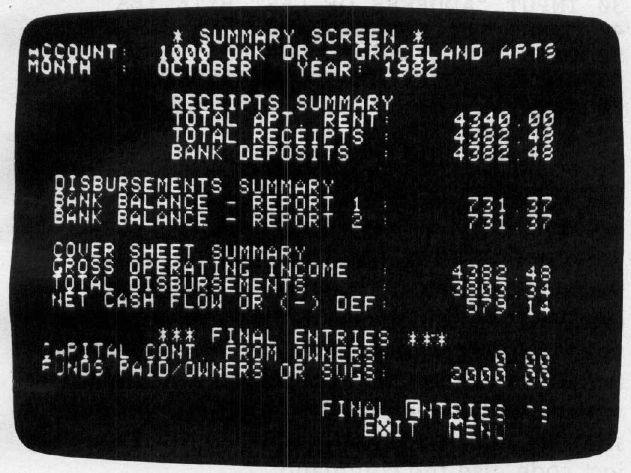 * SUMMARY SCREEN *
ACCOUNT: 1000 OAK DR. - GRACELAND APTS
MONTH : OCTOBER YEAR: 1982
RECEIPTS SUMMARY
TOTAL APT. RENT: 4340.00
TOTAL RECEIPTS : 4382.48
BANK DEPOSITS : 4382.48
DISBURSEMENTS SUMMARY
BANK BALANCE - REPORT 1 : 731.37
BANK BALANCE - REPORT 2 : 731.37
COVER SHEET SUMMARY
GROSS OPERATING INCOME : 4382.48
TOTAL DISBURSEMENTS : 3803.34
NET CASH FLOW OR (-) DEF: 579.14
*** FINAL ENTRIES ***
CAPITAL CONT. FROM OWNERS: 0.00
FUNDS PAID/OWNERS OR SVGS: 2000.00
FINAL ENTRIES
EXIT MENU